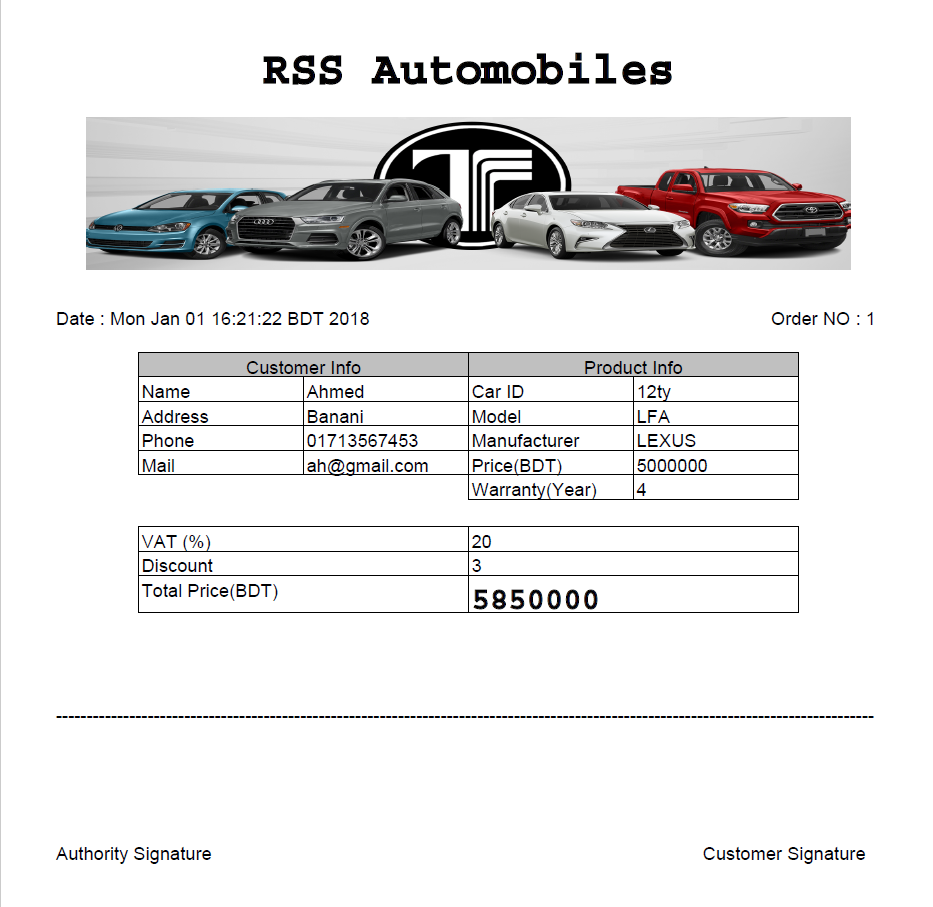 RSS Automobiles
TF
Date : Mon Jan 01 16:21:22 BDT 2018 Order NO : 1
Customer Info Product Info
Name Ahmed Car ID 12ty
Address Banani Model LFA
Phone 01713567453 Manufacturer LEXUS
Mail ah@gmail.com Price(BDT) 5000000
Warranty(Year) 4
VAT (%) 20
Discount 3
Total Price(BDT) 5850000
Authority Signature Customer Signature